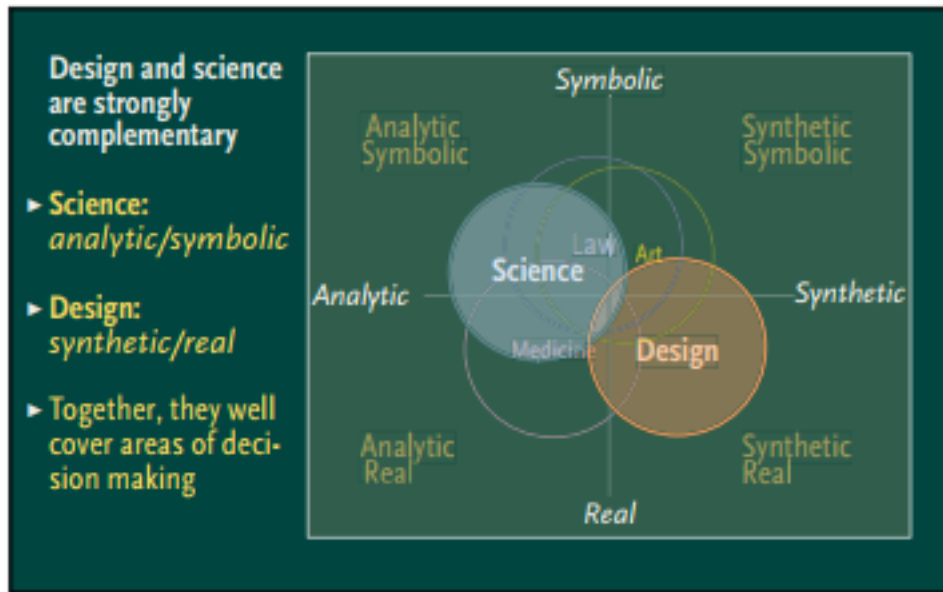 Design and science
are strongly
complementary
► Science:
analytic/symbolic
► Design:
synthetic/real
► Together, they well
cover areas of deci-
sion making
Symbolic
Analytic
Symbolic
Synthetic
Symbolic
Law
Art
Science
Analytic
Synthetic
Medicine
Design
Analytic
Real
Synthetic
Real
Real